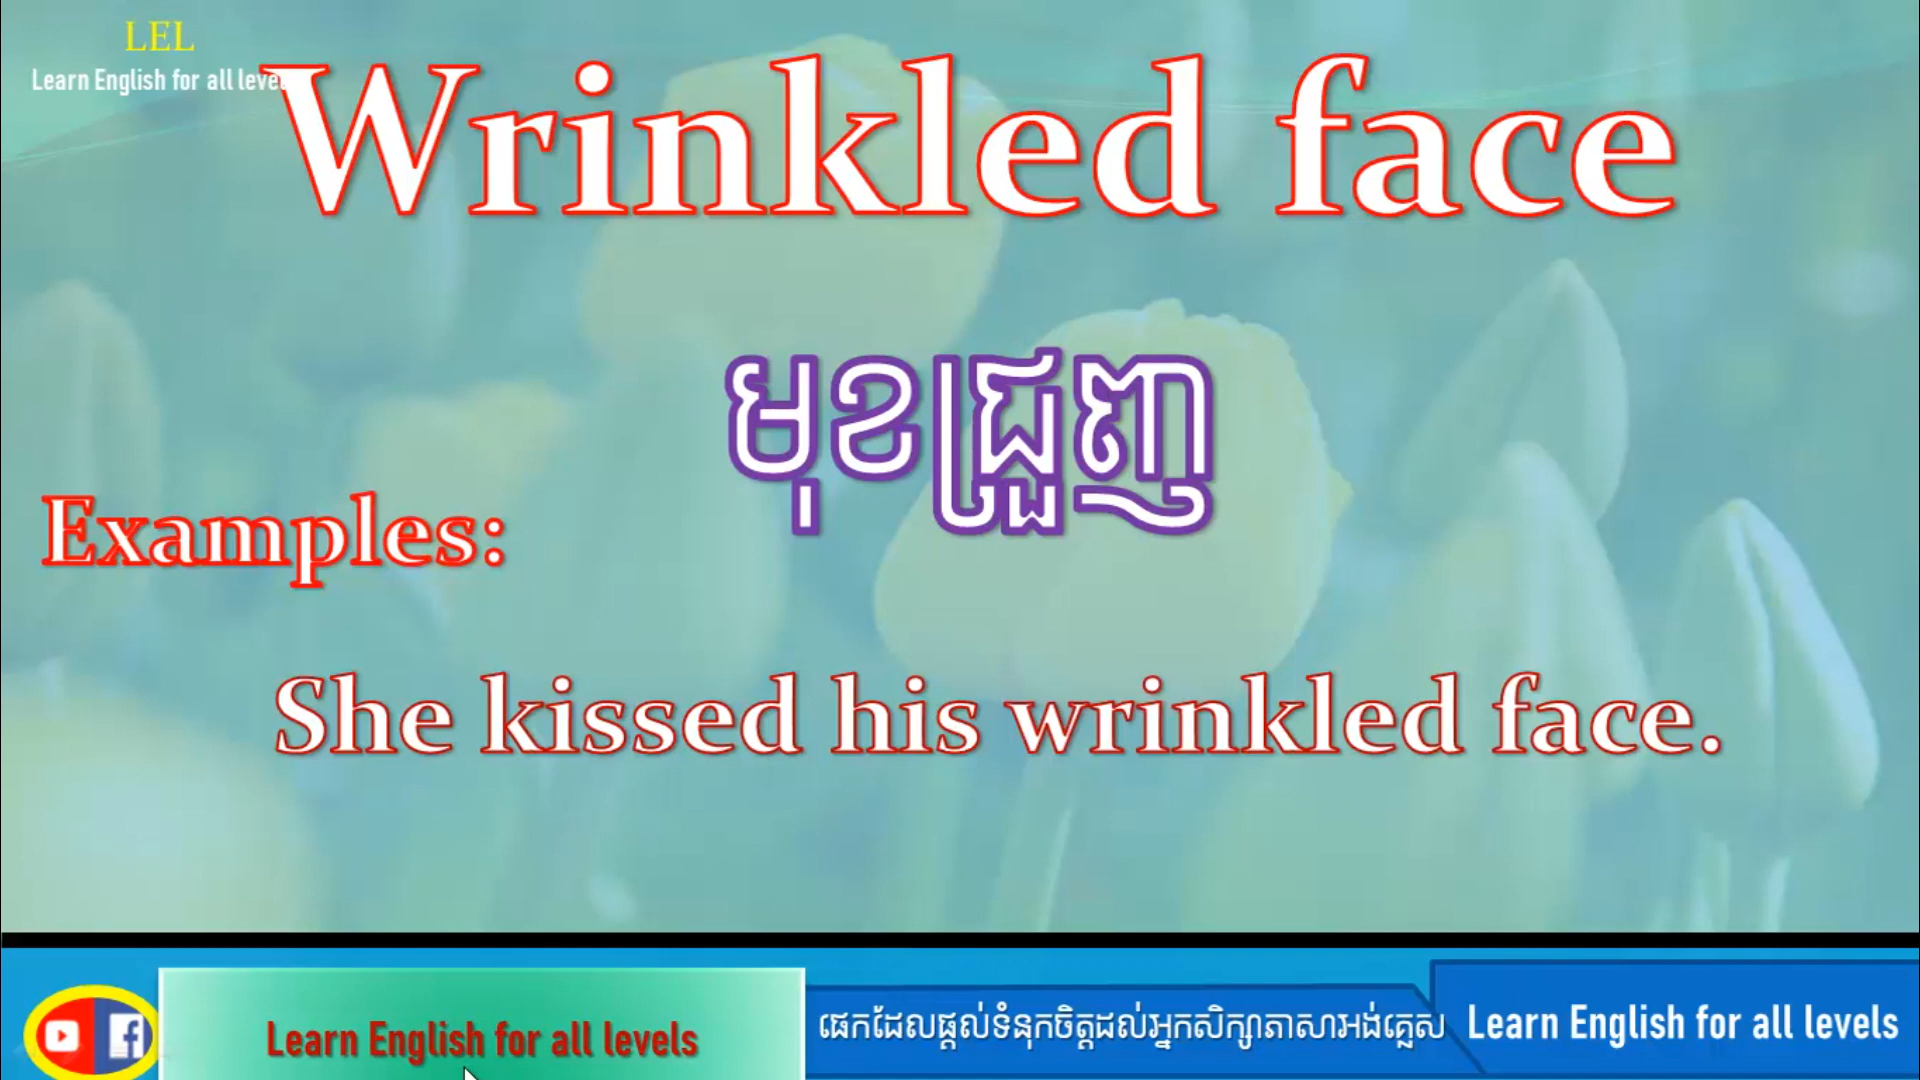 LEL
Learn English for all level
Wrinkled face
មុខជ្រួញ
Examples:
She kissed his wrinkled face.
Learn English for all levels
ផេកដែលផ្តល់ទំនុកចិត្តដល់អ្នកសិក្សាភាសាអង់គ្លេស
Learn English for all levels